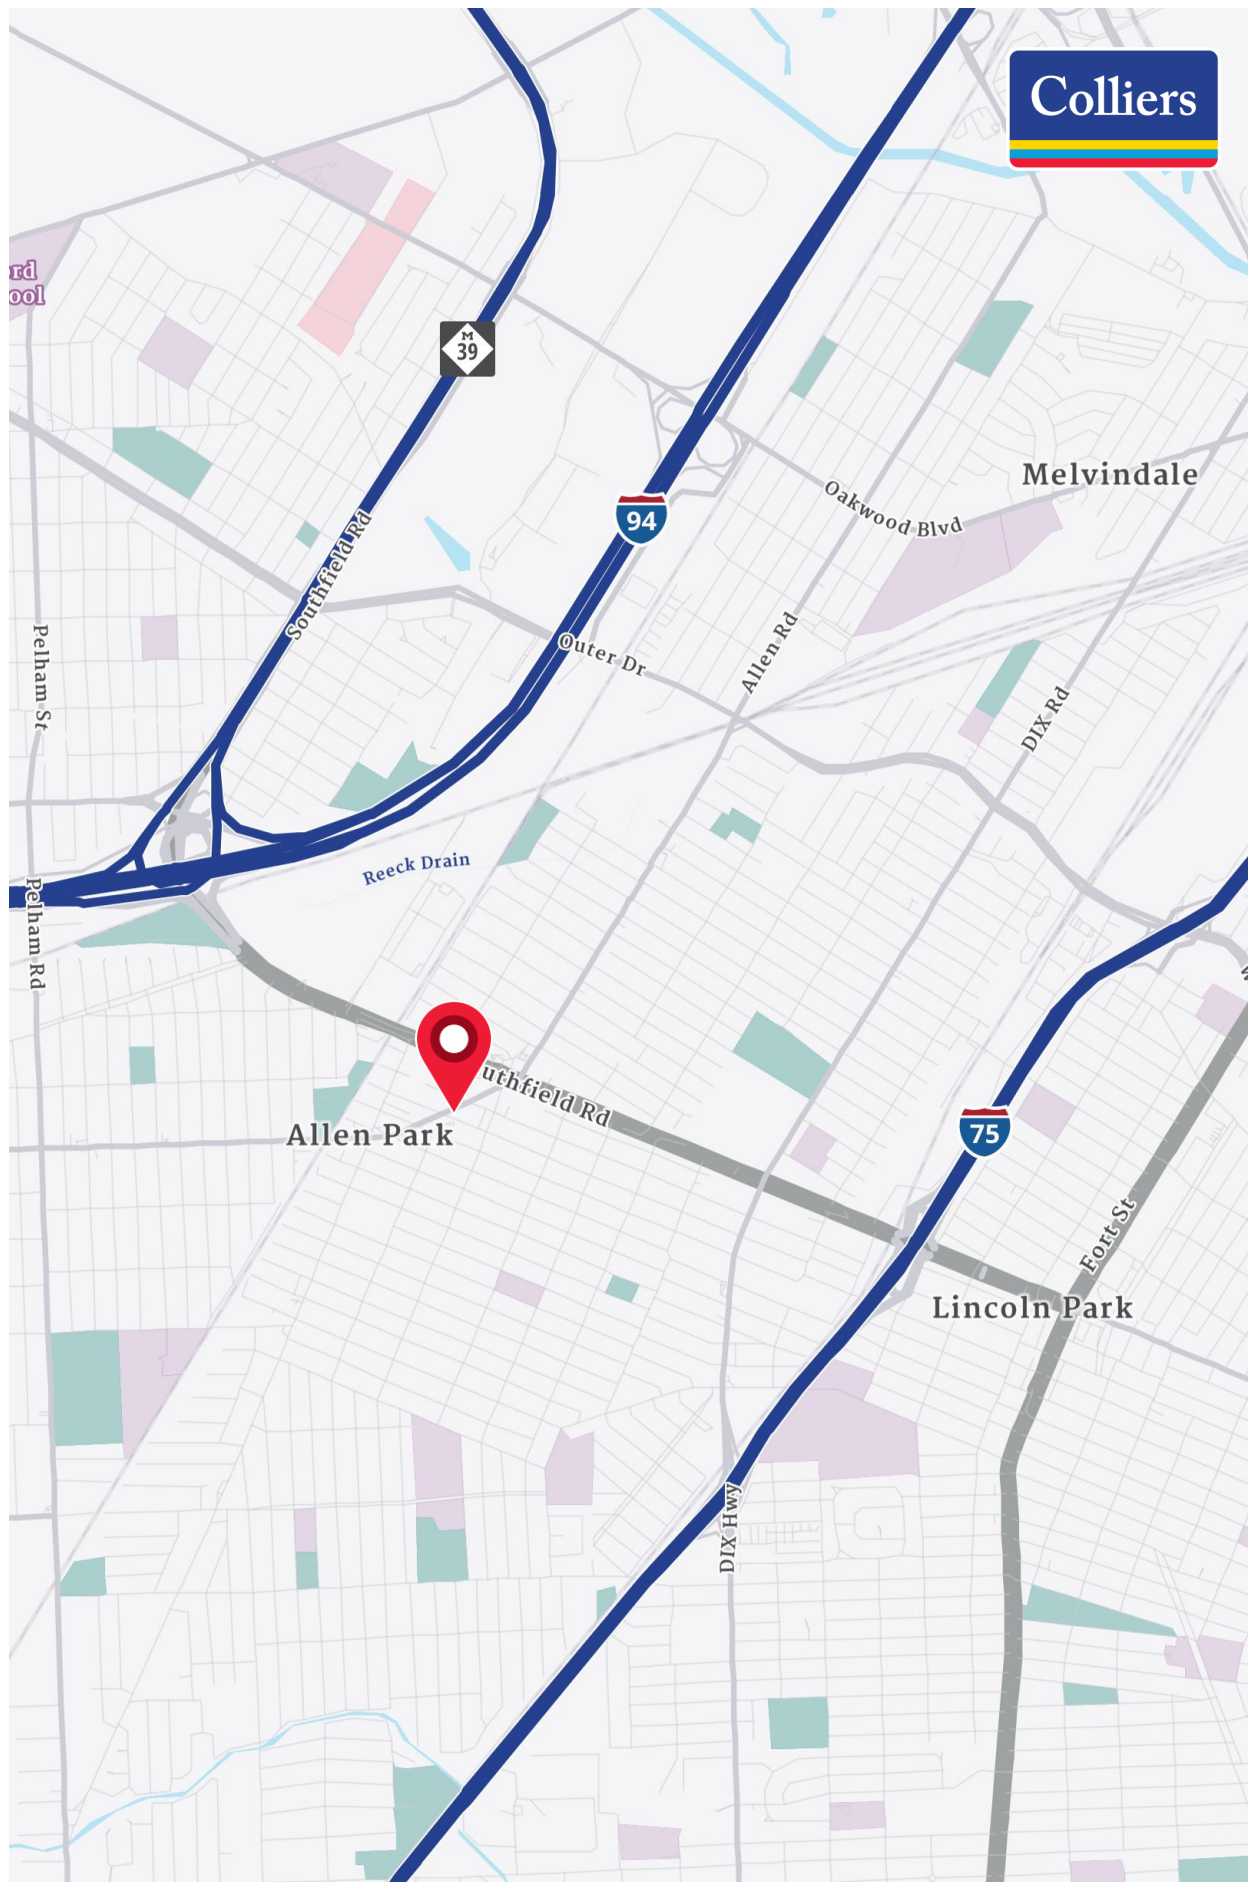 Colliers
rd
ool
M
39
94
Melvindale
Oakwood Blvd
Southfield Rd
Outer Dr
Allen Rd
Pelham St
DIX Rd
Reeck Drain
Pelham Rd
uthfield Rd
Allen Park
75
Fort St
Lincoln Park
DIX Hwy